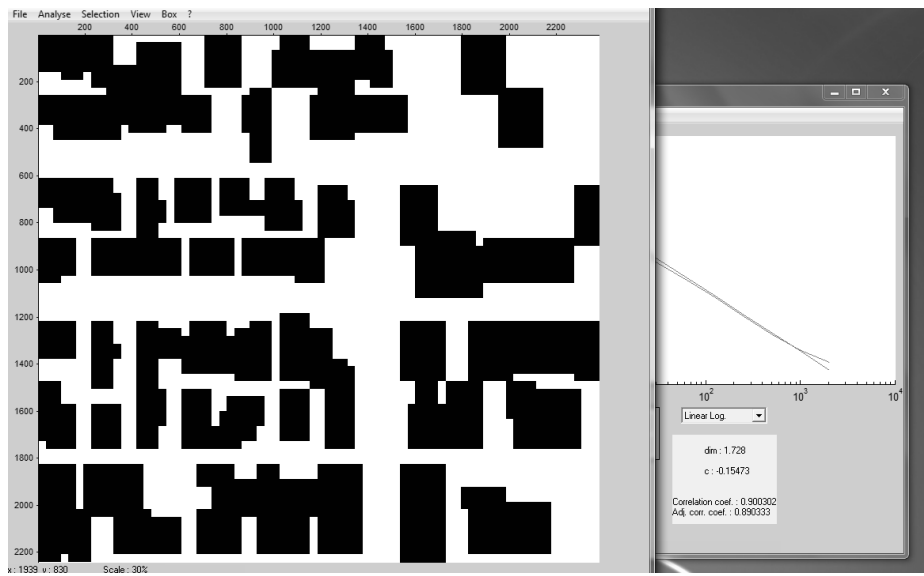 File Analyse Selection View Box ?
200 400 600 800 1000 1200 1400 1600 1800 2000 2200
200
400
600
800
1000
1200
1400
1600
1800
2000
2200
x : 1939 y : 830 Scale : 30%
10² 10³ 10⁴
Linear Log.
dim : 1.728
c : -0.15473
Correlation coef. : 0.900302
Adj. corr. coef. : 0.890333